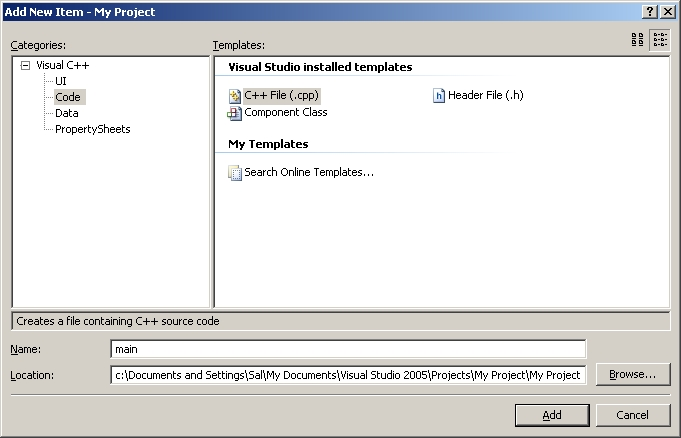 Add New Item - My Project
Categories:
Templates:
Visual C++
UI
Code
Data
PropertySheets
Visual Studio installed templates
C++ File (.cpp)
Header File (.h)
Component Class
My Templates
Search Online Templates...
Creates a file containing C++ source code
Name:
main
Location:
c:\Documents and Settings\Sal\My Documents\Visual Studio 2005\Projects\My Project\My Project
Browse...
Add
Cancel